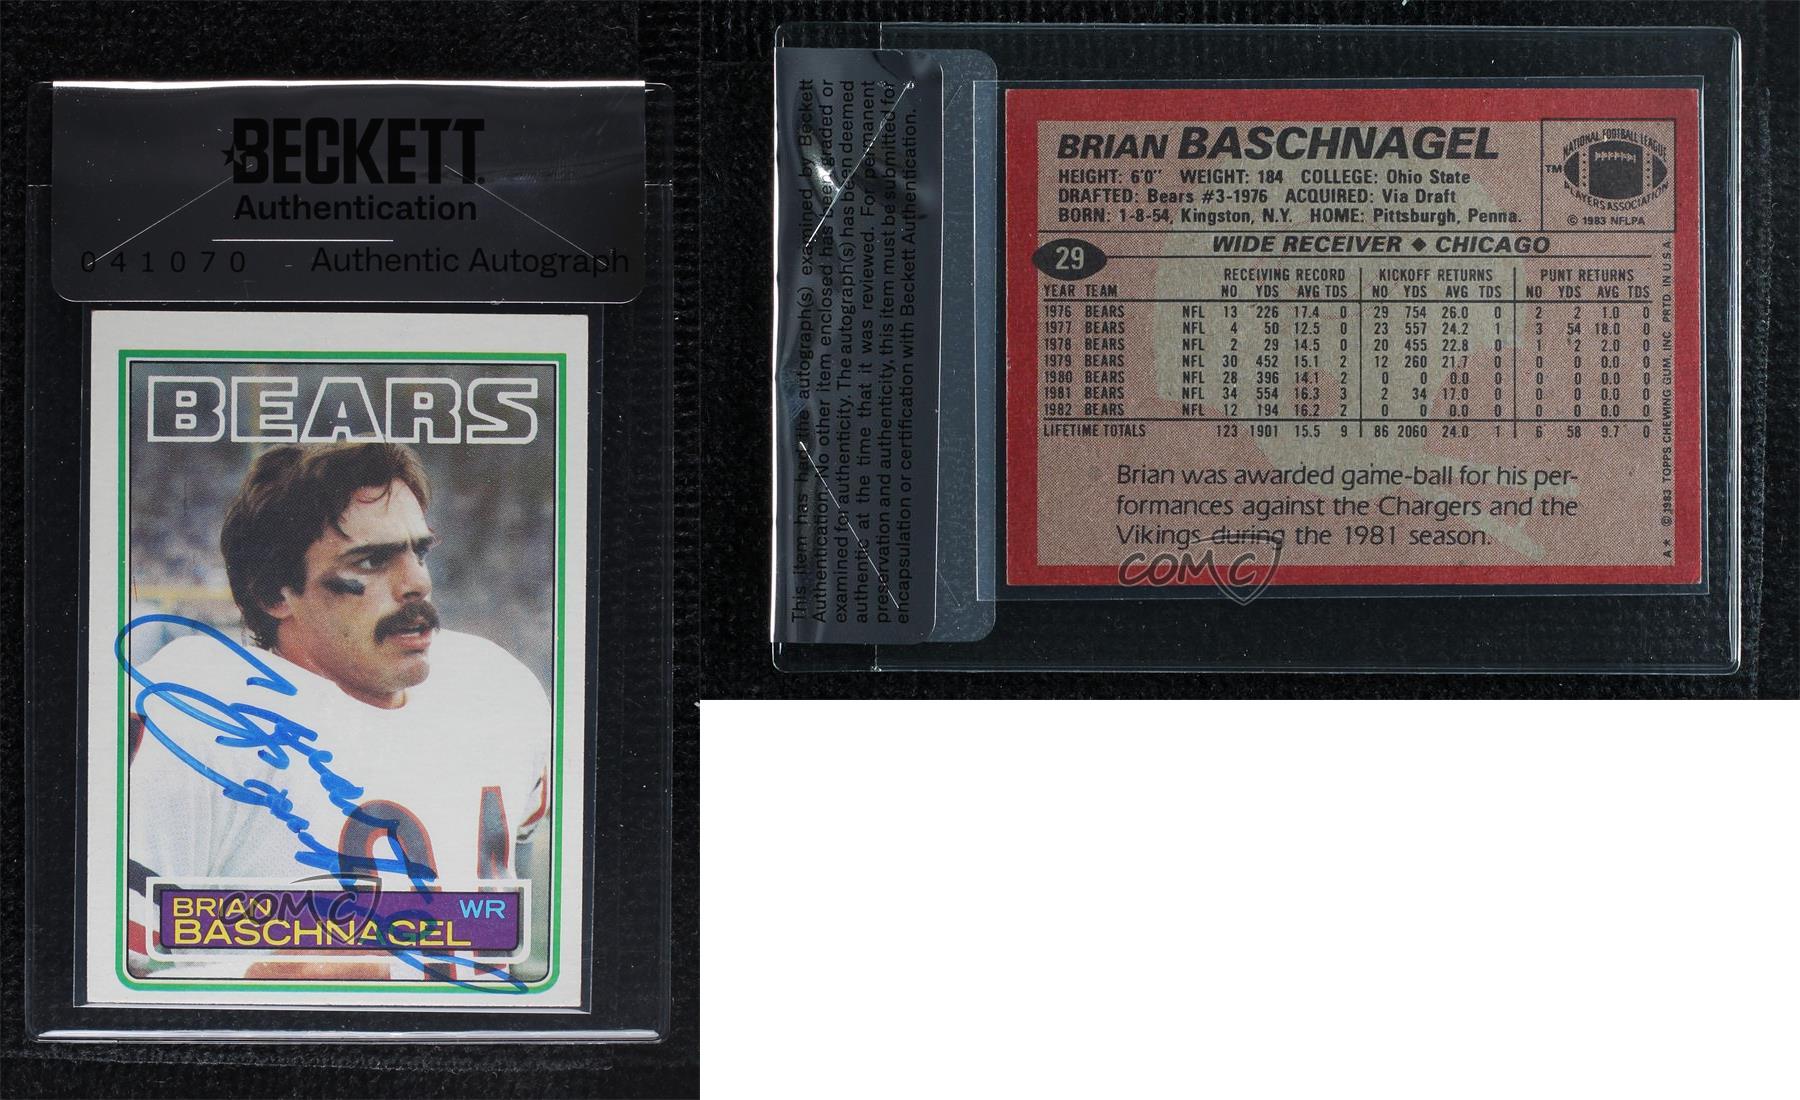 BECKETT
Authentication
041070 Authentic Autograph
BEARS
BRIAN WR
BASCHNAGEL
COMC
This item has had the autograph(s) examined by Beckett
Authentication. No other item enclosed has been graded or
examined for authenticity. The autograph(s) has been deemed
authentic at the time that it was reviewed. For permanent
preservation and authenticity, this item must be submitted for
encapsulation or certification with Beckett Authentication.
BRIAN BASCHNAGEL
HEIGHT: 6'0" WEIGHT: 184 COLLEGE: Ohio State
DRAFTED: Bears #3-1976 ACQUIRED: Via Draft
BORN: 1-8-54, Kingston, N.Y. HOME: Pittsburgh, Penna.
NATIONAL FOOTBALL LEAGUE
TM
PLAYERS ASSOCIATION
© 1983 NFLPA
29
WIDE RECEIVER ◆ CHICAGO
RECEIVING RECORD KICKOFF RETURNS PUNT RETURNS
YEAR TEAM NO YDS AVG TDS NO YDS AVG TDS NO YDS AVG TDS
1976 BEARS NFL 13 226 17.4 0 29 754 26.0 0 2 2 1.0 0
1977 BEARS NFL 4 50 12.5 0 23 557 24.2 1 3 54 18.0 0
1978 BEARS NFL 2 29 14.5 0 20 455 22.8 0 1 2 2.0 0
1979 BEARS NFL 30 452 15.1 2 12 260 21.7 0 0 0 0.0 0
1980 BEARS NFL 28 396 14.1 2 0 0 0.0 0 0 0 0.0 0
1981 BEARS NFL 34 554 16.3 3 2 34 17.0 0 0 0 0.0 0
1982 BEARS NFL 12 194 16.2 2 0 0 0.0 0 0 0 0.0 0
LIFETIME TOTALS 123 1901 15.5 9 86 2060 24.0 1 6 58 9.7 0
Brian was awarded game-ball for his per-
formances against the Chargers and the
Vikings during the 1981 season.
COMC
A* © 1983 TOPPS CHEWING GUM, INC. PRTD. IN U.S.A.